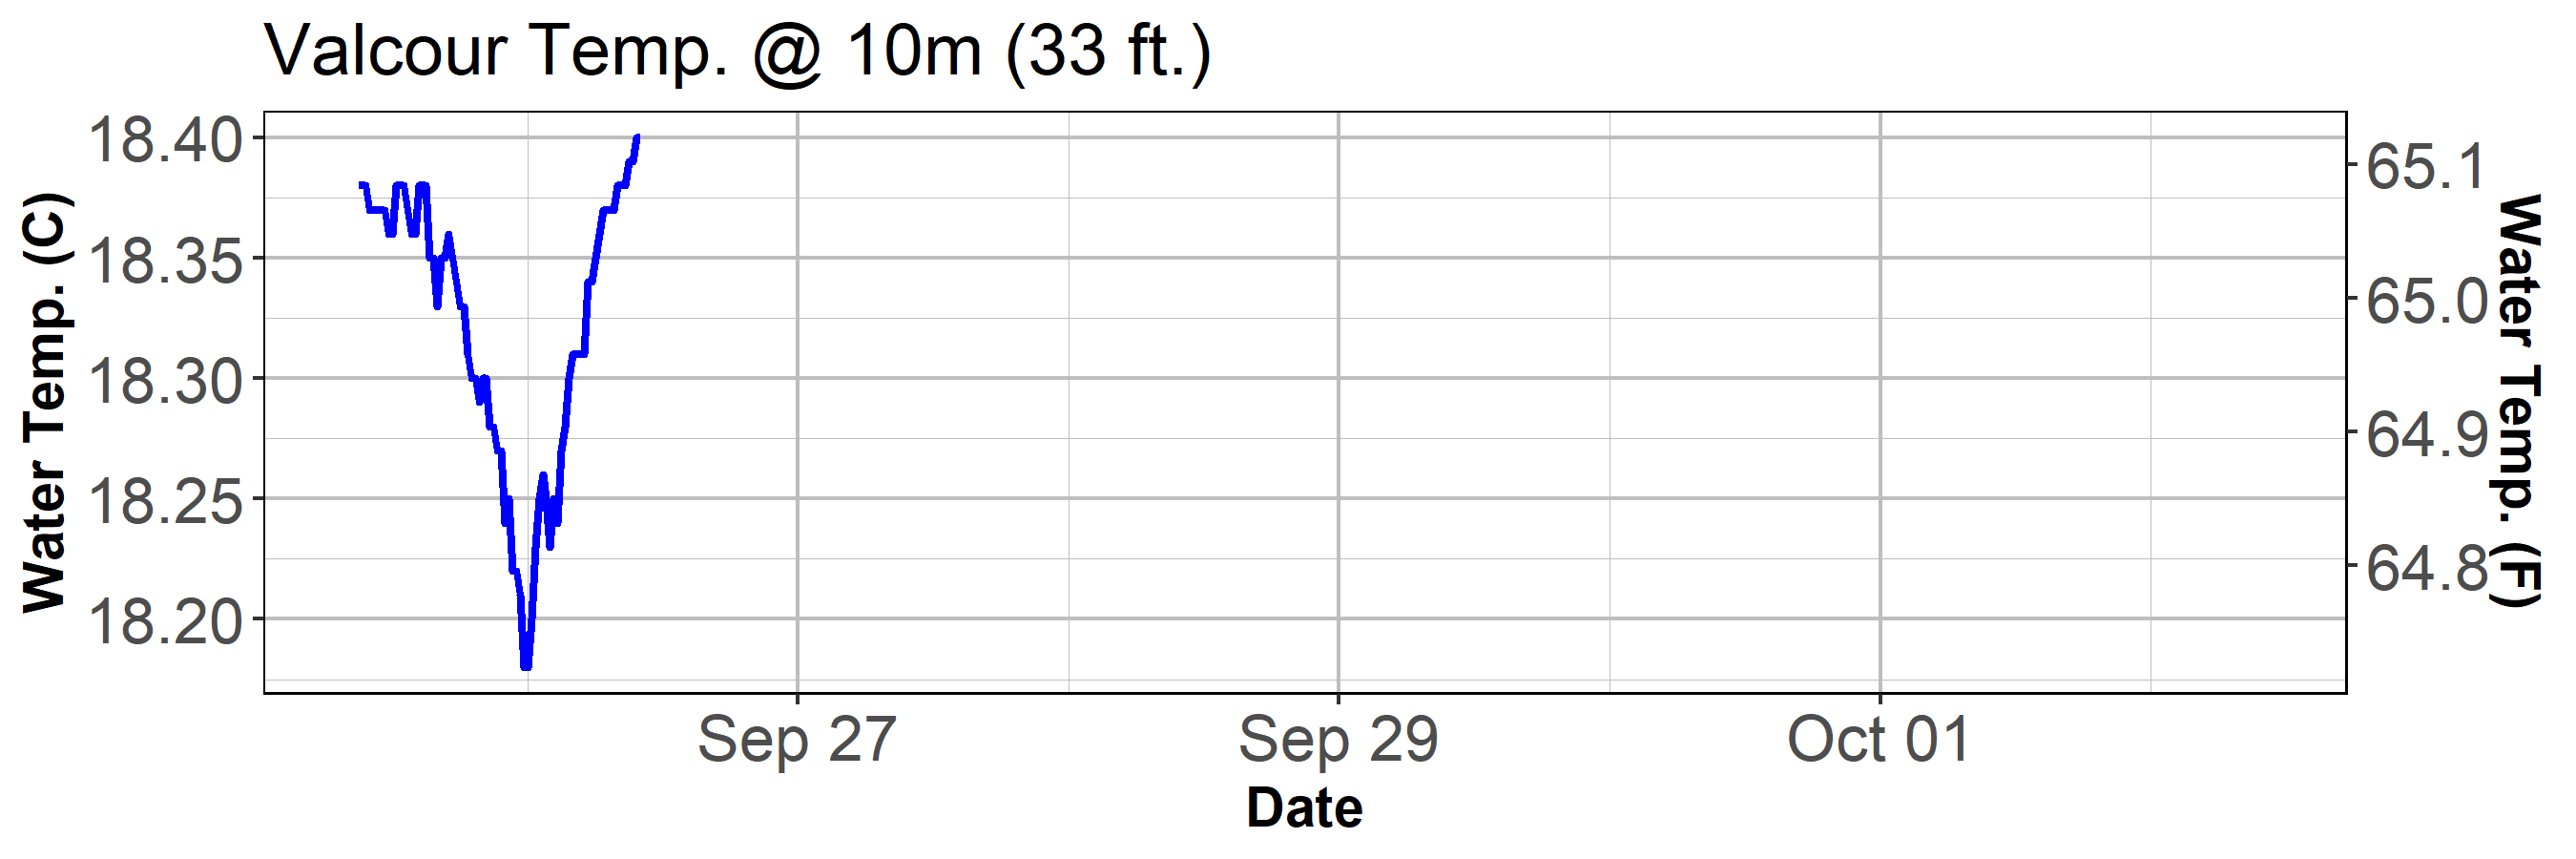 Valcour Temp. @ 10m (33 ft.)
Water Temp. (C)
18.40
18.35
18.30
18.25
18.20
65.1
65.0
64.9
64.8
Water Temp. (F)
Sep 27
Sep 29
Oct 01
Date